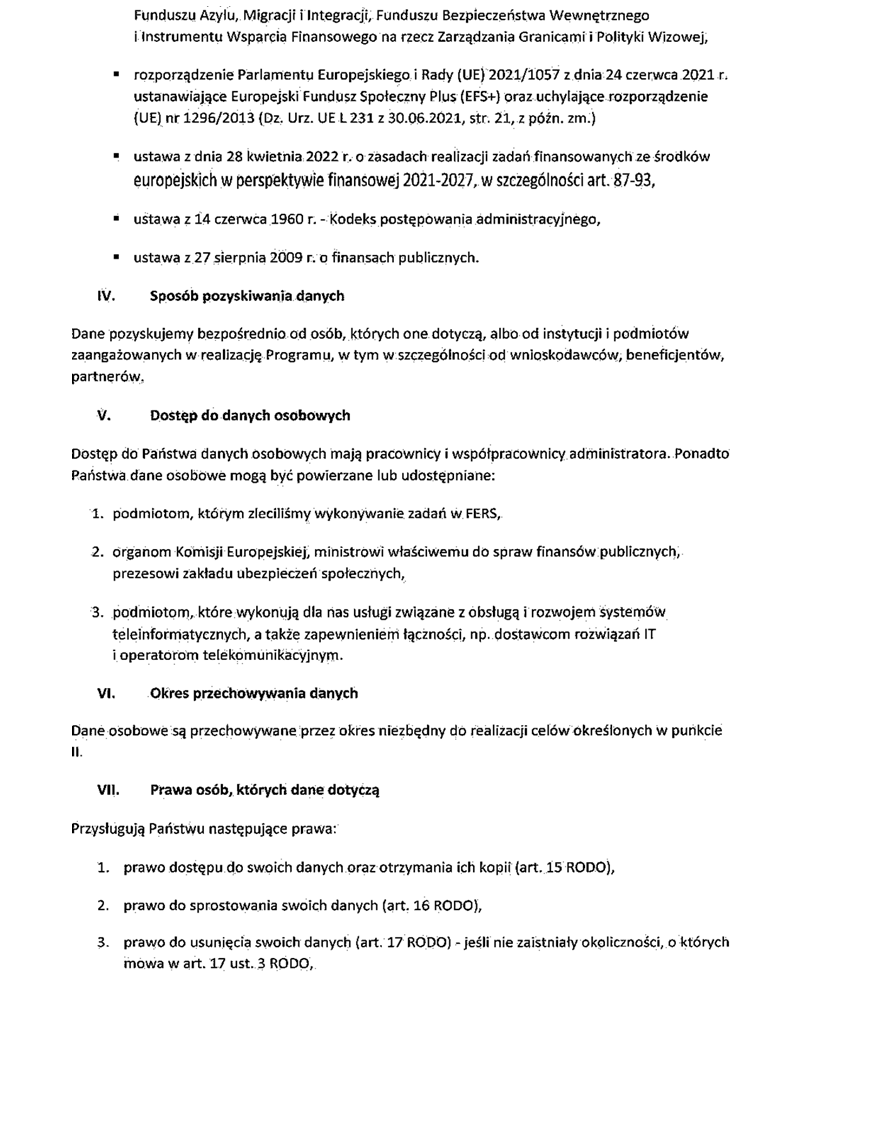 Funduszu Azylu, Migracji i Integracji, Funduszu Bezpieczeństwa Wewnętrznego
i Instrumentu Wsparcia Finansowego na rzecz Zarządzania Granicami i Polityki Wizowej,
▪ rozporządzenie Parlamentu Europejskiego i Rady (UE) 2021/1057 z dnia 24 czerwca 2021 r.
ustanawiające Europejski Fundusz Społeczny Plus (EFS+) oraz uchylające rozporządzenie
(UE) nr 1296/2013 (Dz. Urz. UE L 231 z 30.06.2021, str. 21, z późn. zm.)
▪ ustawa z dnia 28 kwietnia 2022 r. o zasadach realizacji zadań finansowanych ze środków
europejskich w perspektywie finansowej 2021-2027, w szczególności art. 87-93,
▪ ustawa z 14 czerwca 1960 r. - Kodeks postępowania administracyjnego,
▪ ustawa z 27 sierpnia 2009 r. o finansach publicznych.
IV. Sposób pozyskiwania danych
Dane pozyskujemy bezpośrednio od osób, których one dotyczą, albo od instytucji i podmiotów
zaangażowanych w realizację Programu, w tym w szczególności od wnioskodawców, beneficjentów,
partnerów.
V. Dostęp do danych osobowych
Dostęp do Państwa danych osobowych mają pracownicy i współpracownicy administratora. Ponadto
Państwa dane osobowe mogą być powierzane lub udostępniane:
1. podmiotom, którym zleciliśmy wykonywanie zadań w FERS,
2. organom Komisji Europejskiej, ministrowi właściwemu do spraw finansów publicznych,
prezesowi zakładu ubezpieczeń społecznych,
3. podmiotom, które wykonują dla nas usługi związane z obsługą i rozwojem systemów
teleinformatycznych, a także zapewnieniem łączności, np. dostawcom rozwiązań IT
i operatorom telekomunikacyjnym.
VI. Okres przechowywania danych
Dane osobowe są przechowywane przez okres niezbędny do realizacji celów określonych w punkcie
II.
VII. Prawa osób, których dane dotyczą
Przysługują Państwu następujące prawa:
1. prawo dostępu do swoich danych oraz otrzymania ich kopii (art. 15 RODO),
2. prawo do sprostowania swoich danych (art. 16 RODO),
3. prawo do usunięcia swoich danych (art. 17 RODO) - jeśli nie zaistniały okoliczności, o których
mowa w art. 17 ust. 3 RODO,